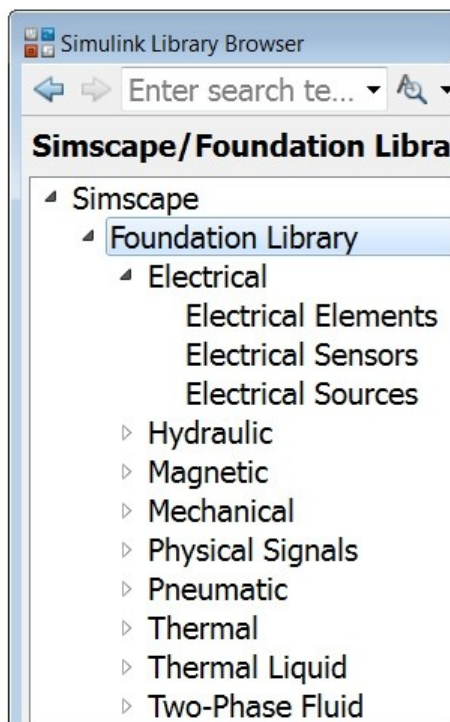 Simulink Library Browser
Enter search te...
Simscape/Foundation Libra
Simscape
Foundation Library
Electrical
Electrical Elements
Electrical Sensors
Electrical Sources
Hydraulic
Magnetic
Mechanical
Physical Signals
Pneumatic
Thermal
Thermal Liquid
Two-Phase Fluid